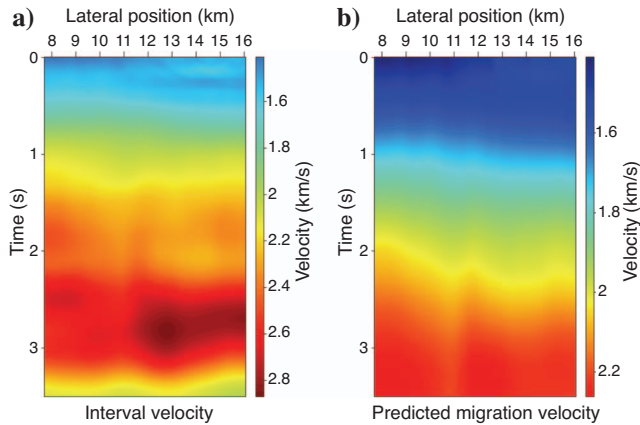 a)
Lateral position (km)
8 9 10 11 12 13 14 15 16
0
1
2
3
Time (s)
1.6
1.8
2
2.2
2.4
2.6
2.8
Velocity (km/s)
Interval velocity
b)
Lateral position (km)
8 9 10 11 12 13 14 15 16
0
1
2
3
Time (s)
1.6
1.8
2
2.2
Velocity (km/s)
Predicted migration velocity